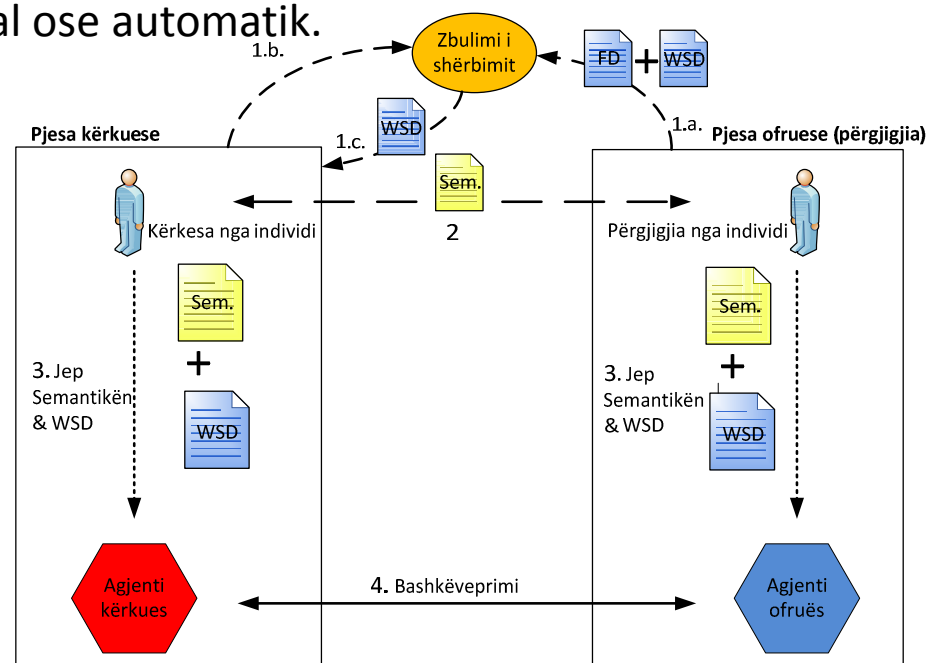 al ose automatik.
1.b.
Zbulimi i
shërbimit
FD
+
WSD
1.a.
WSD
1.c.
Pjesa kërkuese
Pjesa ofruese (përgjigjia)
Sem.
2
Kërkesa nga individi
Përgjigjia nga individi
Sem.
+
WSD
3. Jep
Semantikën
& WSD
Sem.
+
WSD
3. Jep
Semantikën
& WSD
Agjenti
kërkues
4. Bashkëveprimi
Agjenti
ofruës